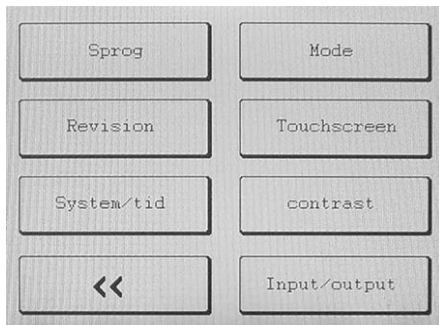 Sprog
Mode
Revision
Touchscreen
System/tid
contrast
<<
Input/output